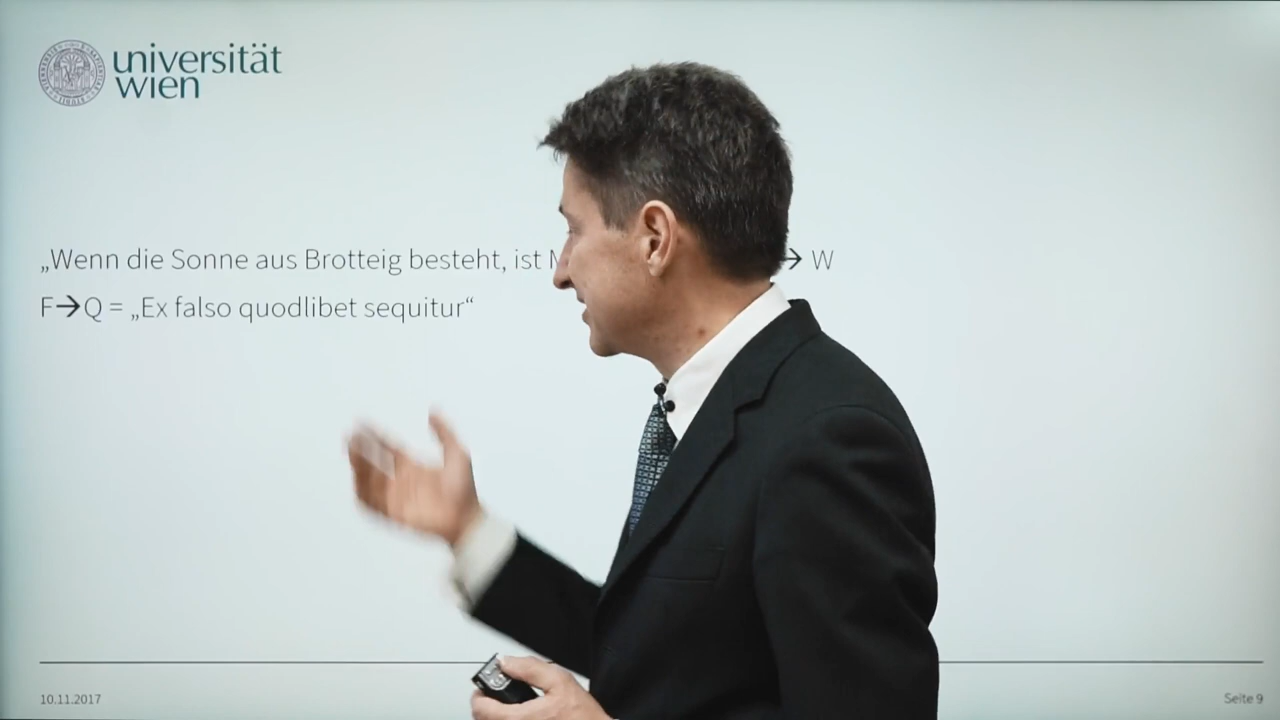 universität
wien
„Wenn die Sonne aus Brotteig besteht, ist → W
F→Q = „Ex falso quodlibet sequitur“
10.11.2017
Seite 9